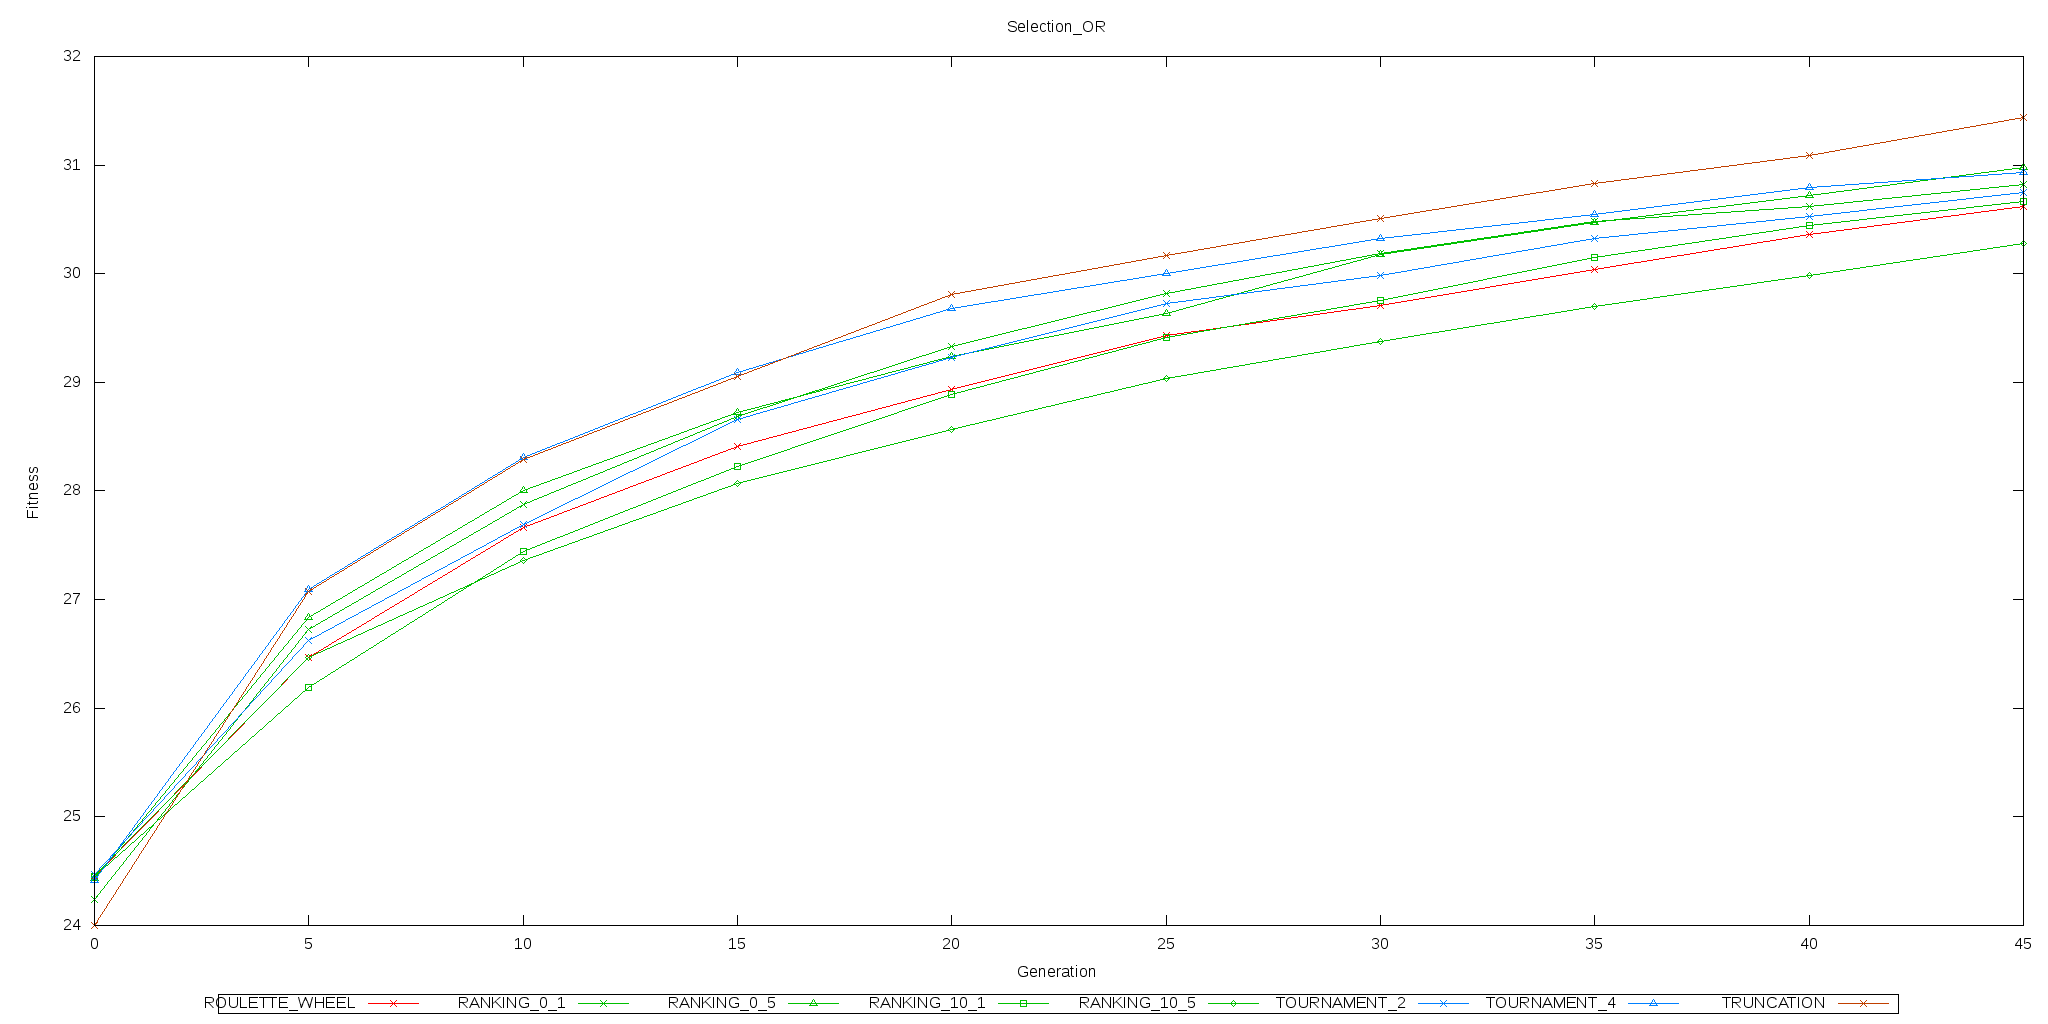 Selection_OR
32
31
30
29
28
27
26
25
24
Fitness
0 5 10 15 20 25 30 35 40 45
Generation
ROULETTE_WHEEL RANKING_0_1 RANKING_0_5 RANKING_10_1 RANKING_10_5 TOURNAMENT_2 TOURNAMENT_4 TRUNCATION